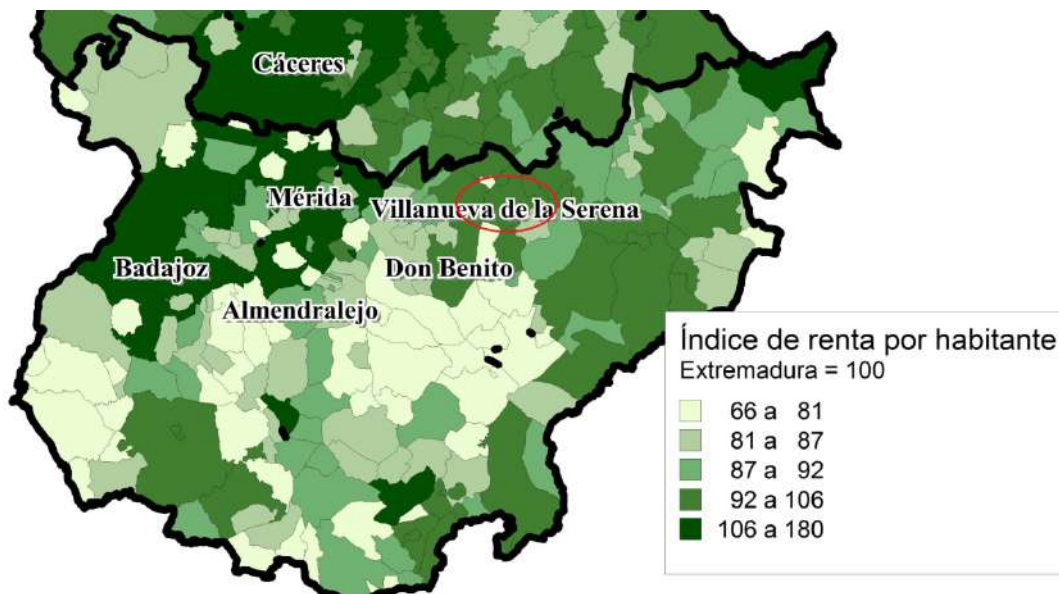 Cáceres
Mérida
Villanueva de la Serena
Badajoz
Don Benito
Almendralejo
Índice de renta por habitante
Extremadura = 100
66 a 81
81 a 87
87 a 92
92 a 106
106 a 180